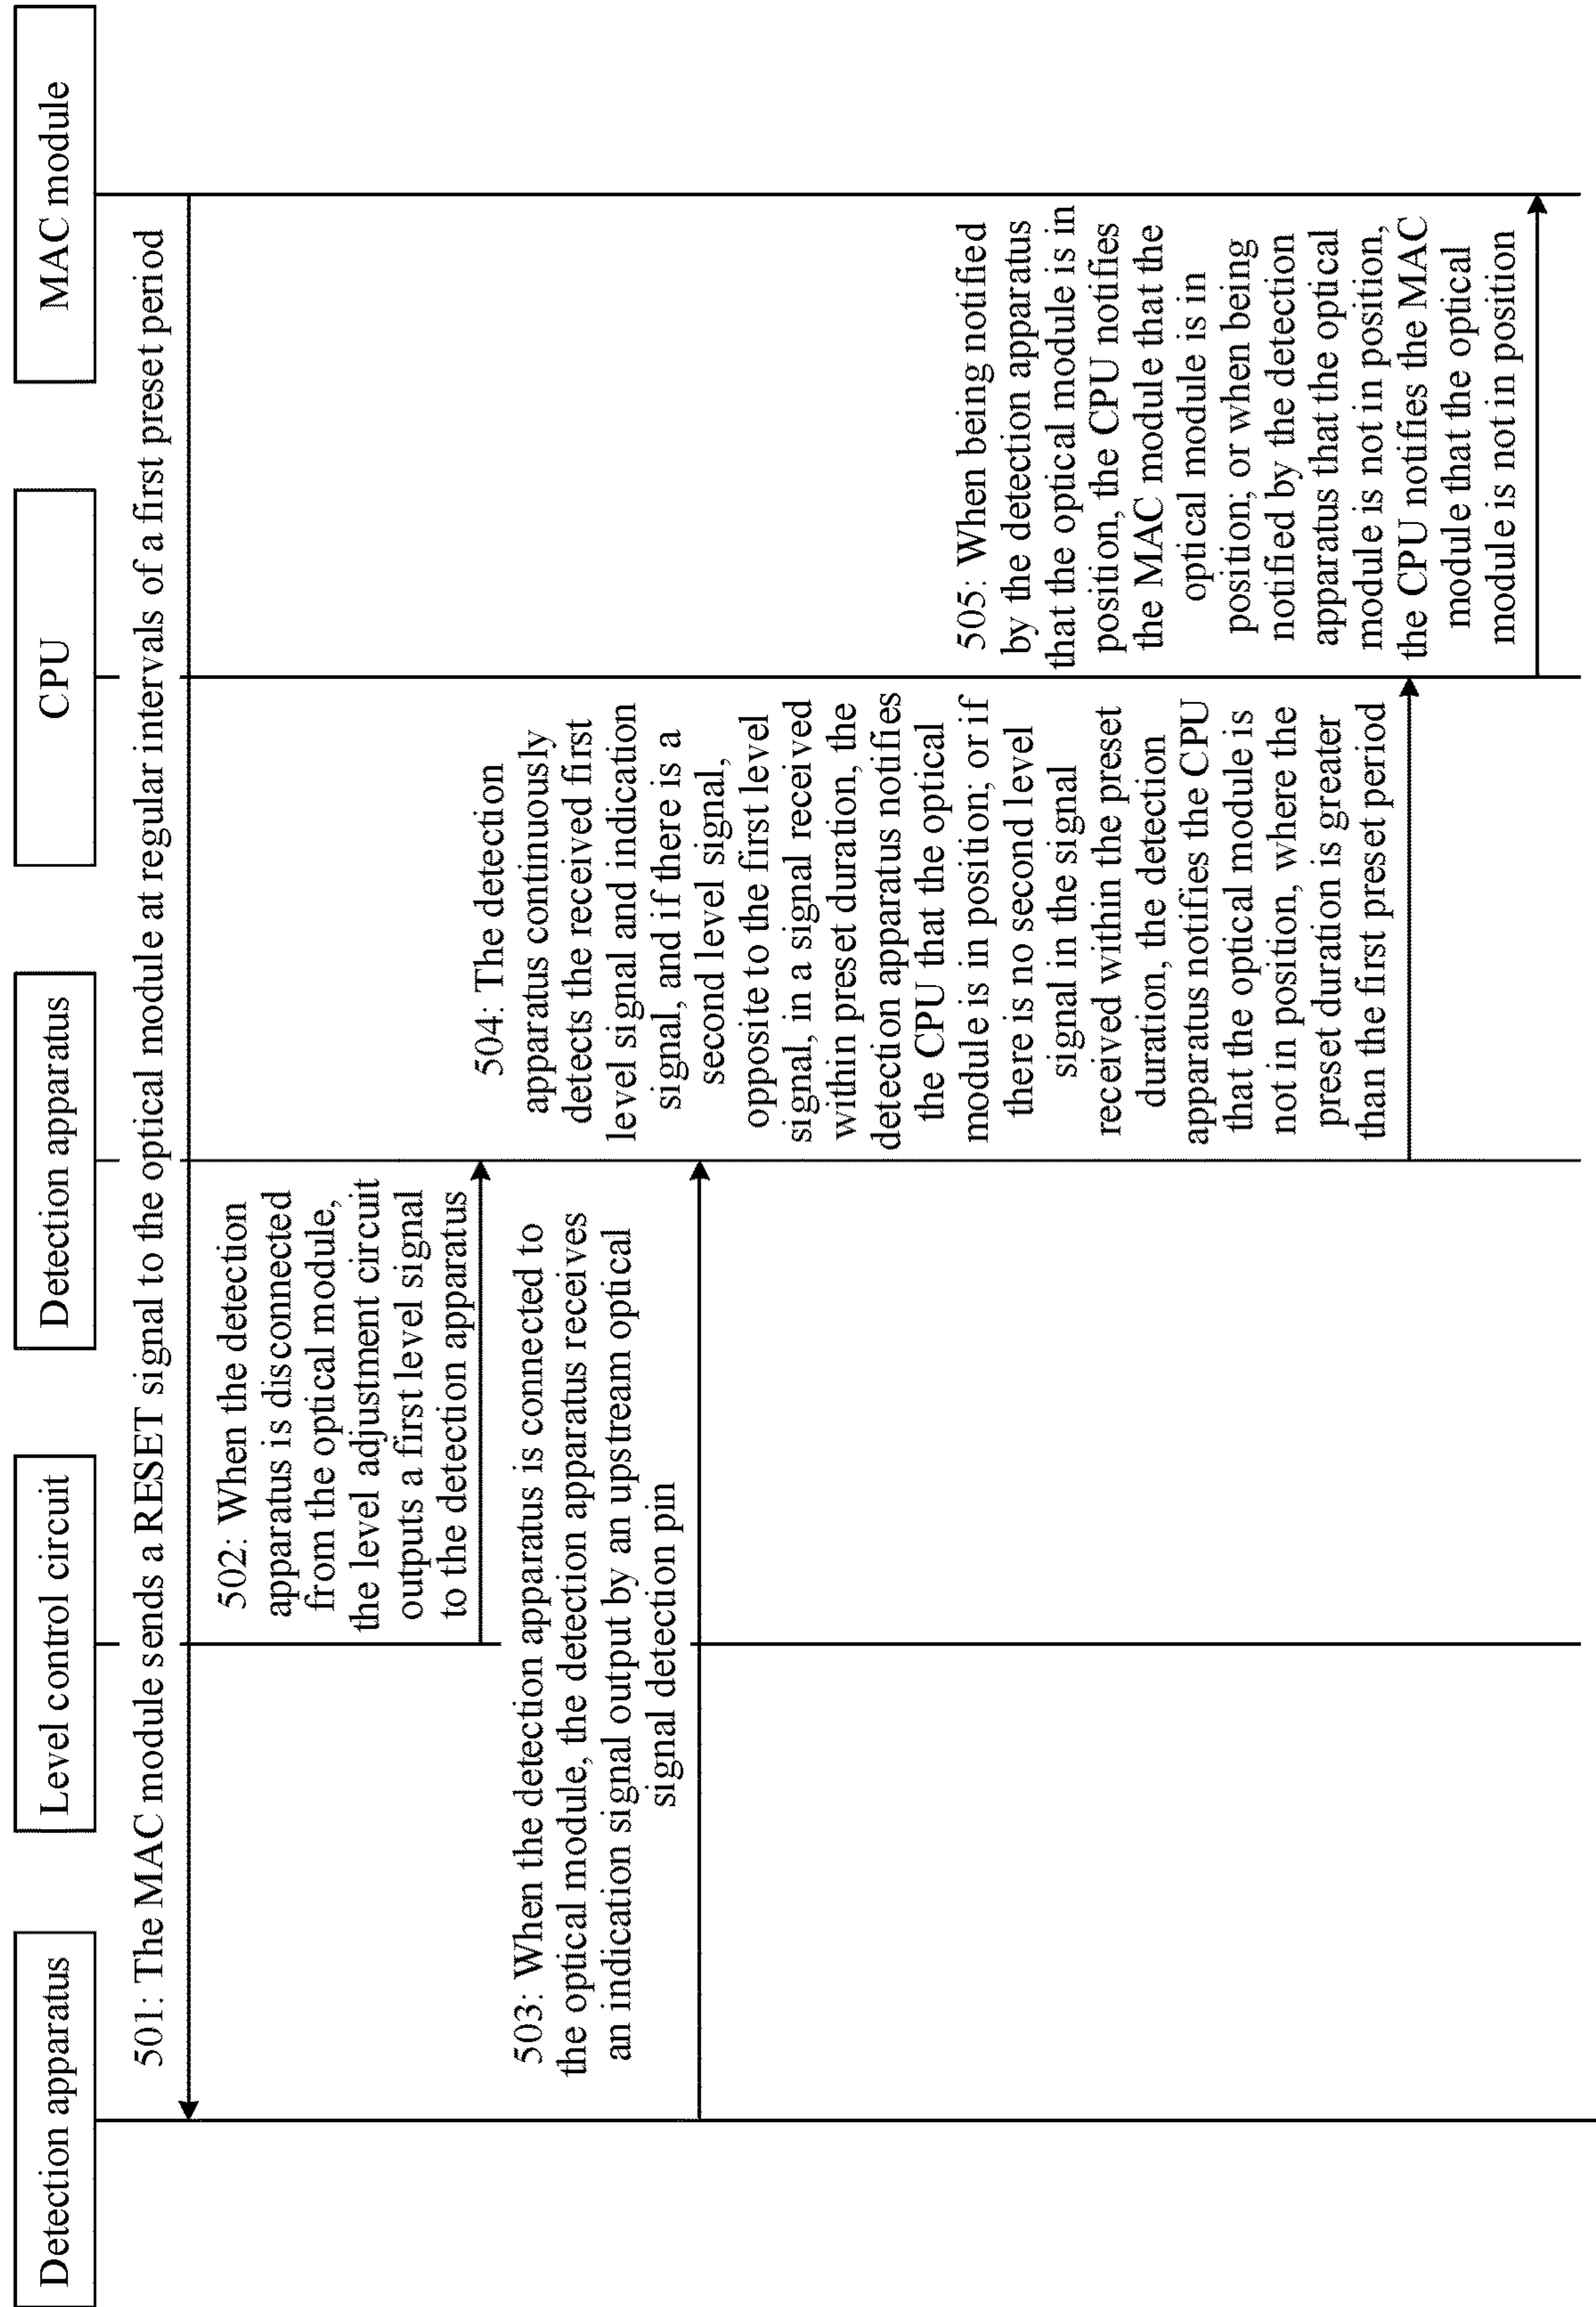 Detection apparatus
Level control circuit
Detection apparatus
CPU
MAC module
501: The MAC module sends a RESET signal to the optical module at regular intervals of a first preset period
502: When the detection
apparatus is disconnected
from the optical module,
the level adjustment circuit
outputs a first level signal
to the detection apparatus
503: When the detection apparatus is connected to
the optical module, the detection apparatus receives
an indication signal output by an upstream optical
signal detection pin
504: The detection
apparatus continuously
detects the received first
level signal and indication
signal, and if there is a
second level signal,
opposite to the first level
signal, in a signal received
within preset duration, the
detection apparatus notifies
the CPU that the optical
module is in position; or if
there is no second level
signal in the signal
received within the preset
duration, the detection
apparatus notifies the CPU
that the optical module is
not in position, where the
preset duration is greater
than the first preset period
505: When being notified
by the detection apparatus
that the optical module is in
position, the CPU notifies
the MAC module that the
optical module is in
position; or when being
notified by the detection
apparatus that the optical
module is not in position,
the CPU notifies the MAC
module that the optical
module is not in position